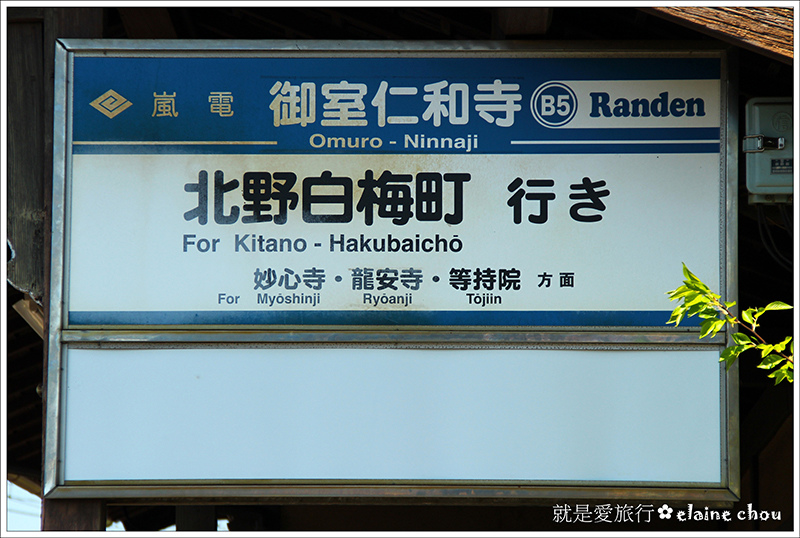 嵐電 御室仁和寺 B5 Randen
Omuro - Ninnaji
北野白梅町 行き
For Kitano - Hakubaichō
妙心寺・龍安寺・等持院 方面
For Myōshinji Ryōanji Tōjiin
就是愛旅行✿elaine chou